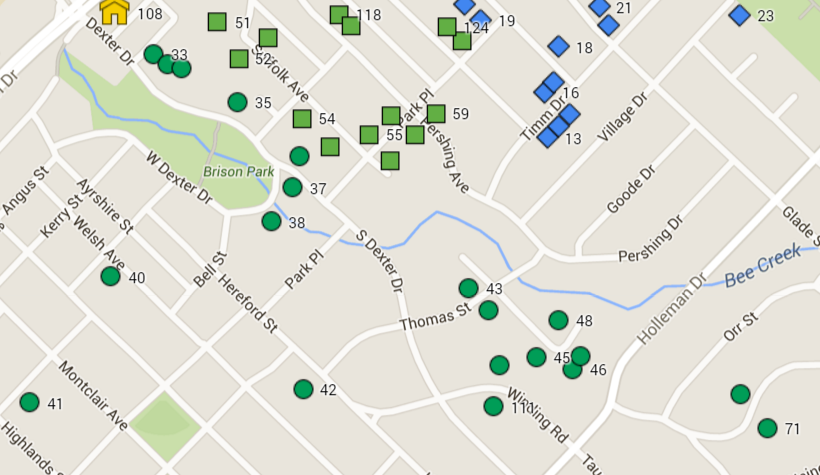 108
51
118
124
19
21
23
Dexter Dr
33
52
Suffolk Ave
18
Dr
35
54
Park Pl
59
16
55
Pershing Ave
Timm Dr
13
Village Dr
Brison Park
W Dexter Dr
37
Goode Dr
Angus St
Kerry St
Ayrshire St
Welsh Ave
38
S Dexter Dr
Pershing Dr
Glade S
40
Bell St
Park Pl
Bee Creek
Hereford St
43
Holleman Dr
Thomas St
48
Orr St
45
46
Montclair Ave
41
42
110
Winding Rd
71
Highlands
Tau